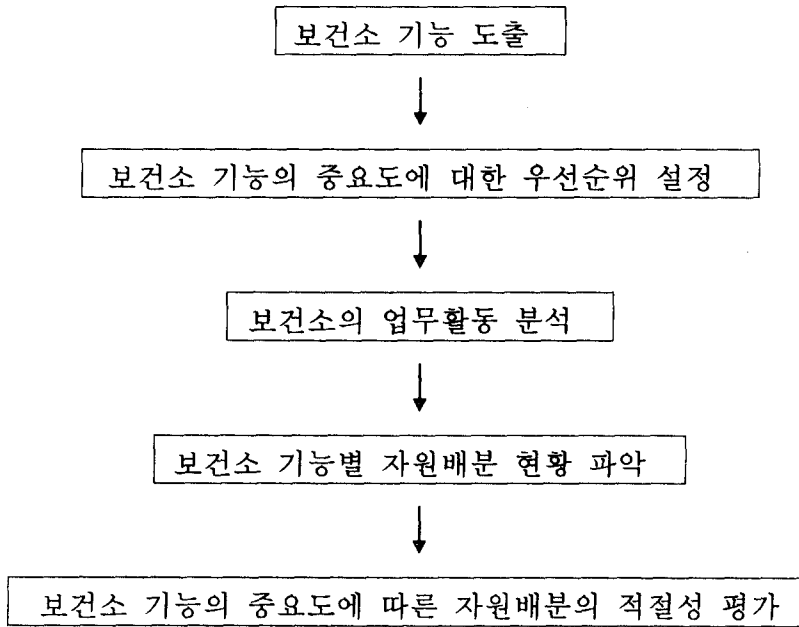 보건소 기능 도출
보건소 기능의 중요도에 대한 우선순위 설정
보건소의 업무활동 분석
보건소 기능별 자원배분 현황 파악
보건소 기능의 중요도에 따른 자원배분의 적절성 평가